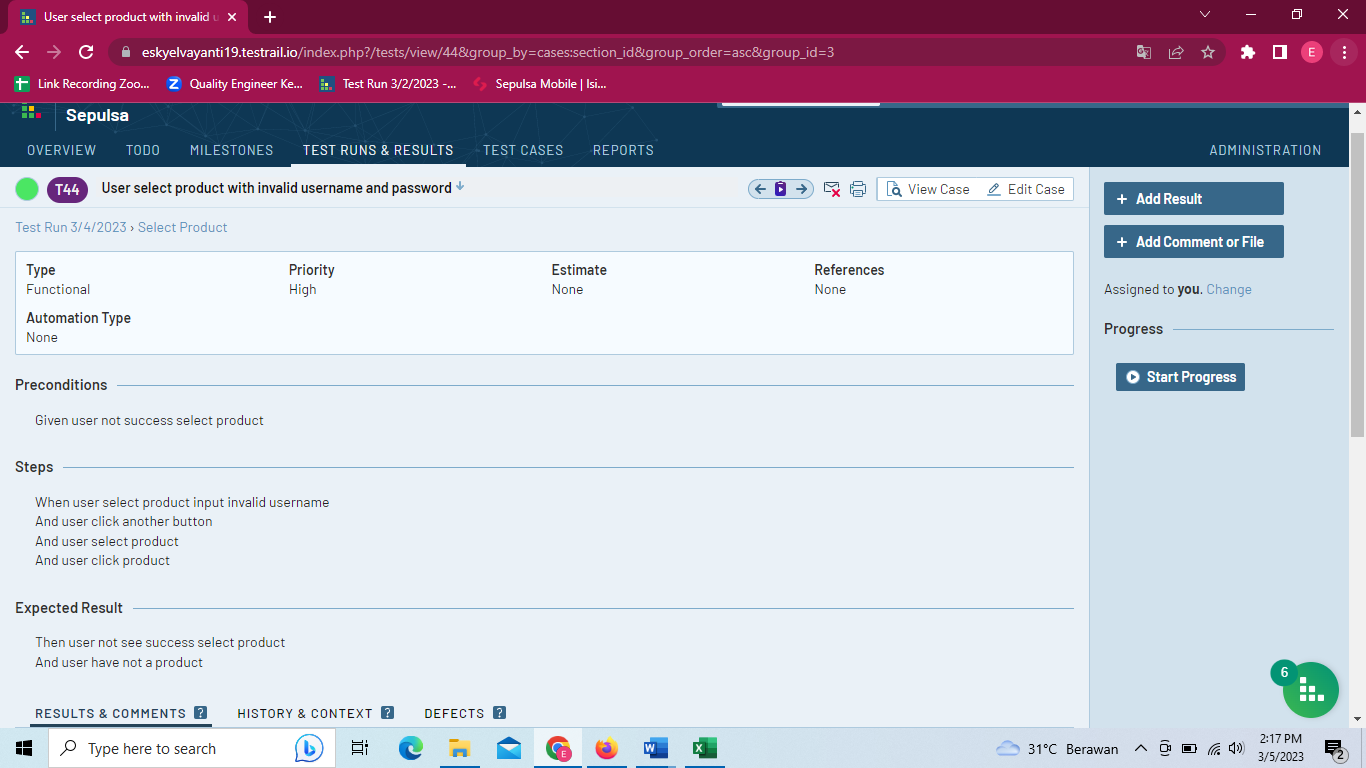 User select product with invalid u
eskyelvayanti19.testrail.io/index.php?/tests/view/44&group_by=cases:section_id&group_order=asc&group_id=3
E
Link Recording Zoo... Quality Engineer Ke... Test Run 3/2/2023 -... Sepulsa Mobile | Isi...
Sepulsa
OVERVIEW TODO MILESTONES TEST RUNS & RESULTS TEST CASES REPORTS ADMINISTRATION
T44 User select product with invalid username and password View Case Edit Case
+ Add Result
Test Run 3/4/2023 › Select Product
+ Add Comment or File
Type Priority Estimate References
Functional High None None
Assigned to you. Change
Automation Type
None
Progress
Start Progress
Preconditions
Given user not success select product
Steps
When user select product input invalid username
And user click another button
And user select product
And user click product
Expected Result
Then user not see success select product
And user have not a product
6
RESULTS & COMMENTS ? HISTORY & CONTEXT ? DEFECTS ?
Type here to search
31°C Berawan
2:17 PM
3/5/2023
2